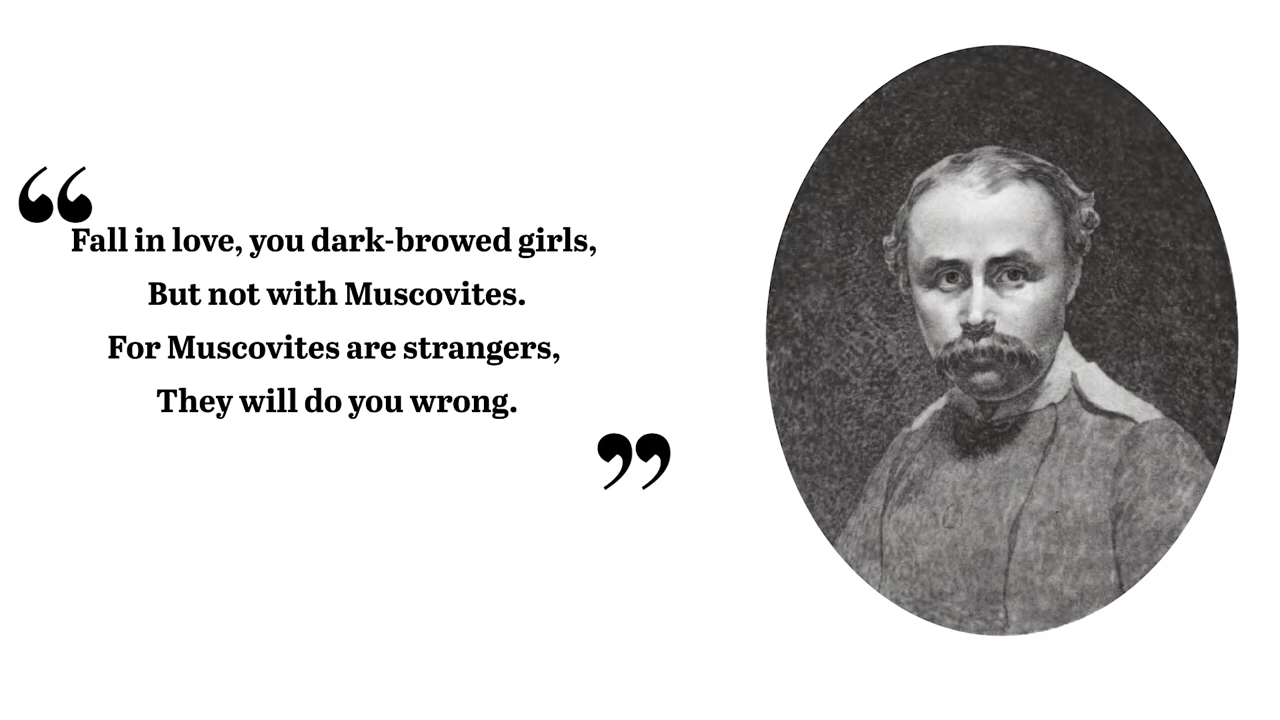 “Fall in love, you dark-browed girls,
But not with Muscovites.
For Muscovites are strangers,
They will do you wrong.”